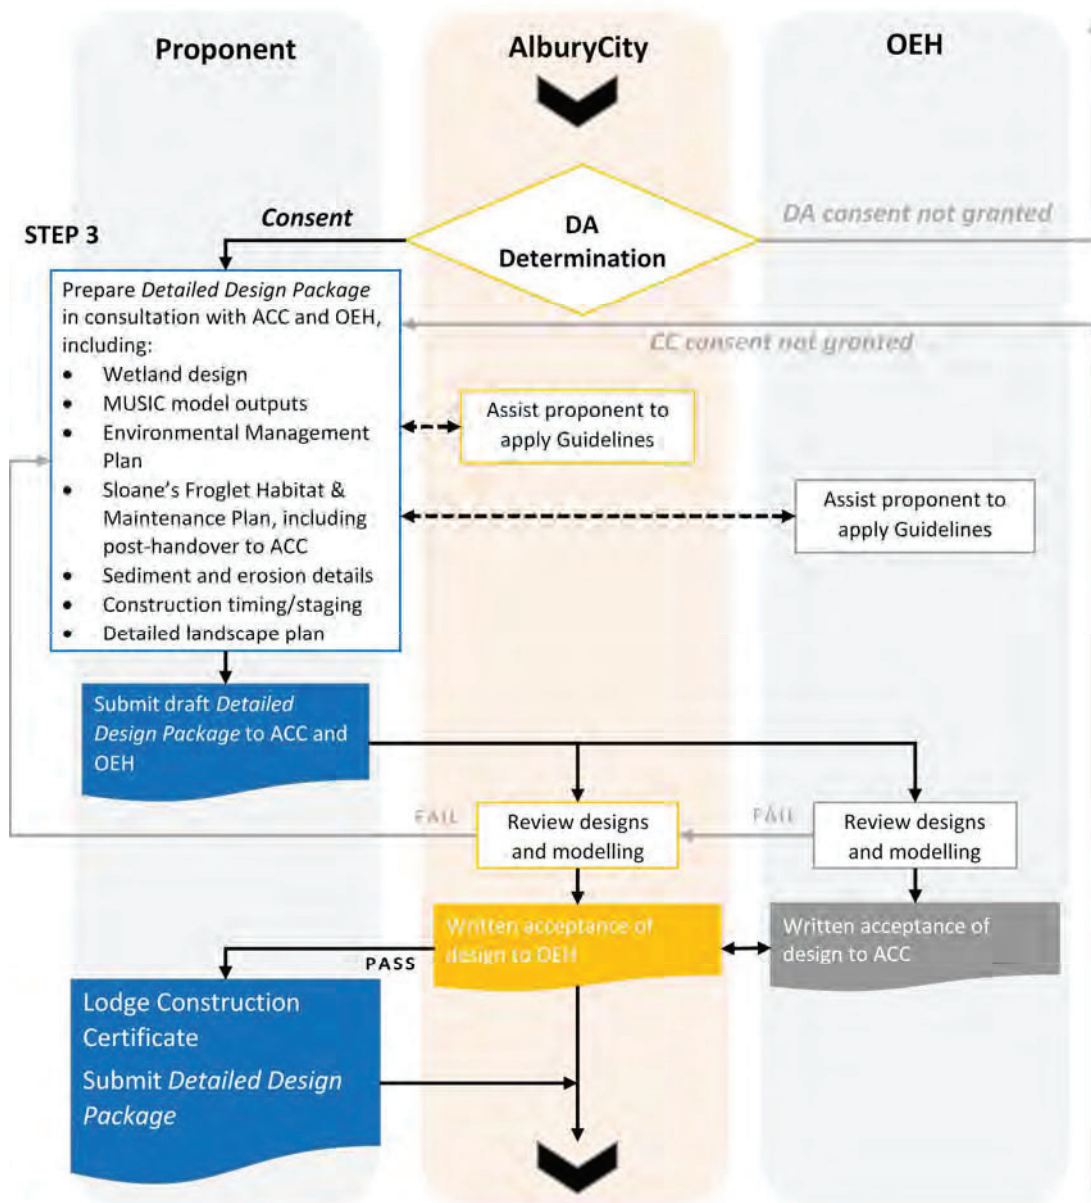 Proponent
AlburyCity
OEH
Consent
DA consent not granted
STEP 3
DA
Determination
Prepare Detailed Design Package
in consultation with ACC and OEH,
including:
• Wetland design
• MUSIC model outputs
• Environmental Management
Plan
• Sloane's Froglet Habitat &
Maintenance Plan, including
post-handover to ACC
• Sediment and erosion details
• Construction timing/staging
• Detailed landscape plan
CC consent not granted
Assist proponent to
apply Guidelines
Assist proponent to
apply Guidelines
Submit draft Detailed
Design Package to ACC and
OEH
FAIL
Review designs
and modelling
FAIL
Review designs
and modelling
Written acceptance of
design to OEH
Written acceptance of
design to ACC
PASS
Lodge Construction
Certificate
Submit Detailed Design
Package